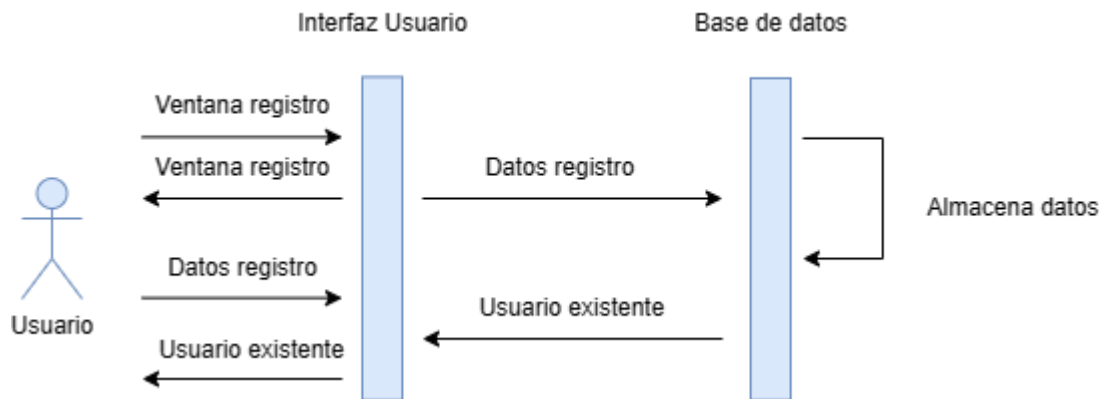 Interfaz Usuario
Base de datos
Ventana registro
Ventana registro
Datos registro
Almacena datos
Datos registro
Usuario existente
Usuario
Usuario existente